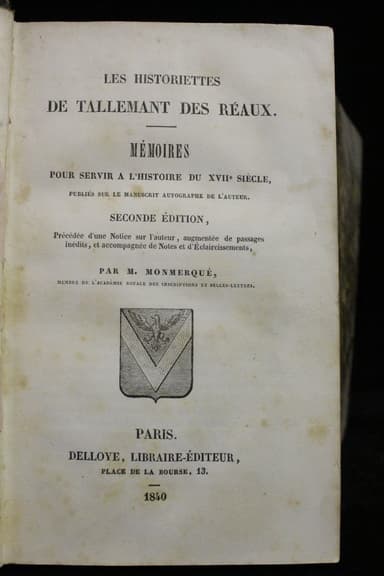 LES HISTORIETTES
DE TALLEMANT DES RÉAUX.
MÉMOIRES
POUR SERVIR A L'HISTOIRE DU XVIIe SIÈCLE,
PUBLIÉS SUR LE MANUSCRIT AUTOGRAPHE DE L'AUTEUR.
SECONDE ÉDITION,
Précédée d'une Notice sur l'auteur, augmentée de passages
inédits, et accompagnée de Notes et d'Éclaircissements,
PAR M. MONMERQUÉ,
MEMBRE DE L'ACADÉMIE ROYALE DES INSCRIPTIONS ET BELLES-LETTRES.
PARIS.
DELLOYE, LIBRAIRE-ÉDITEUR,
PLACE DE LA BOURSE, 13.
1840